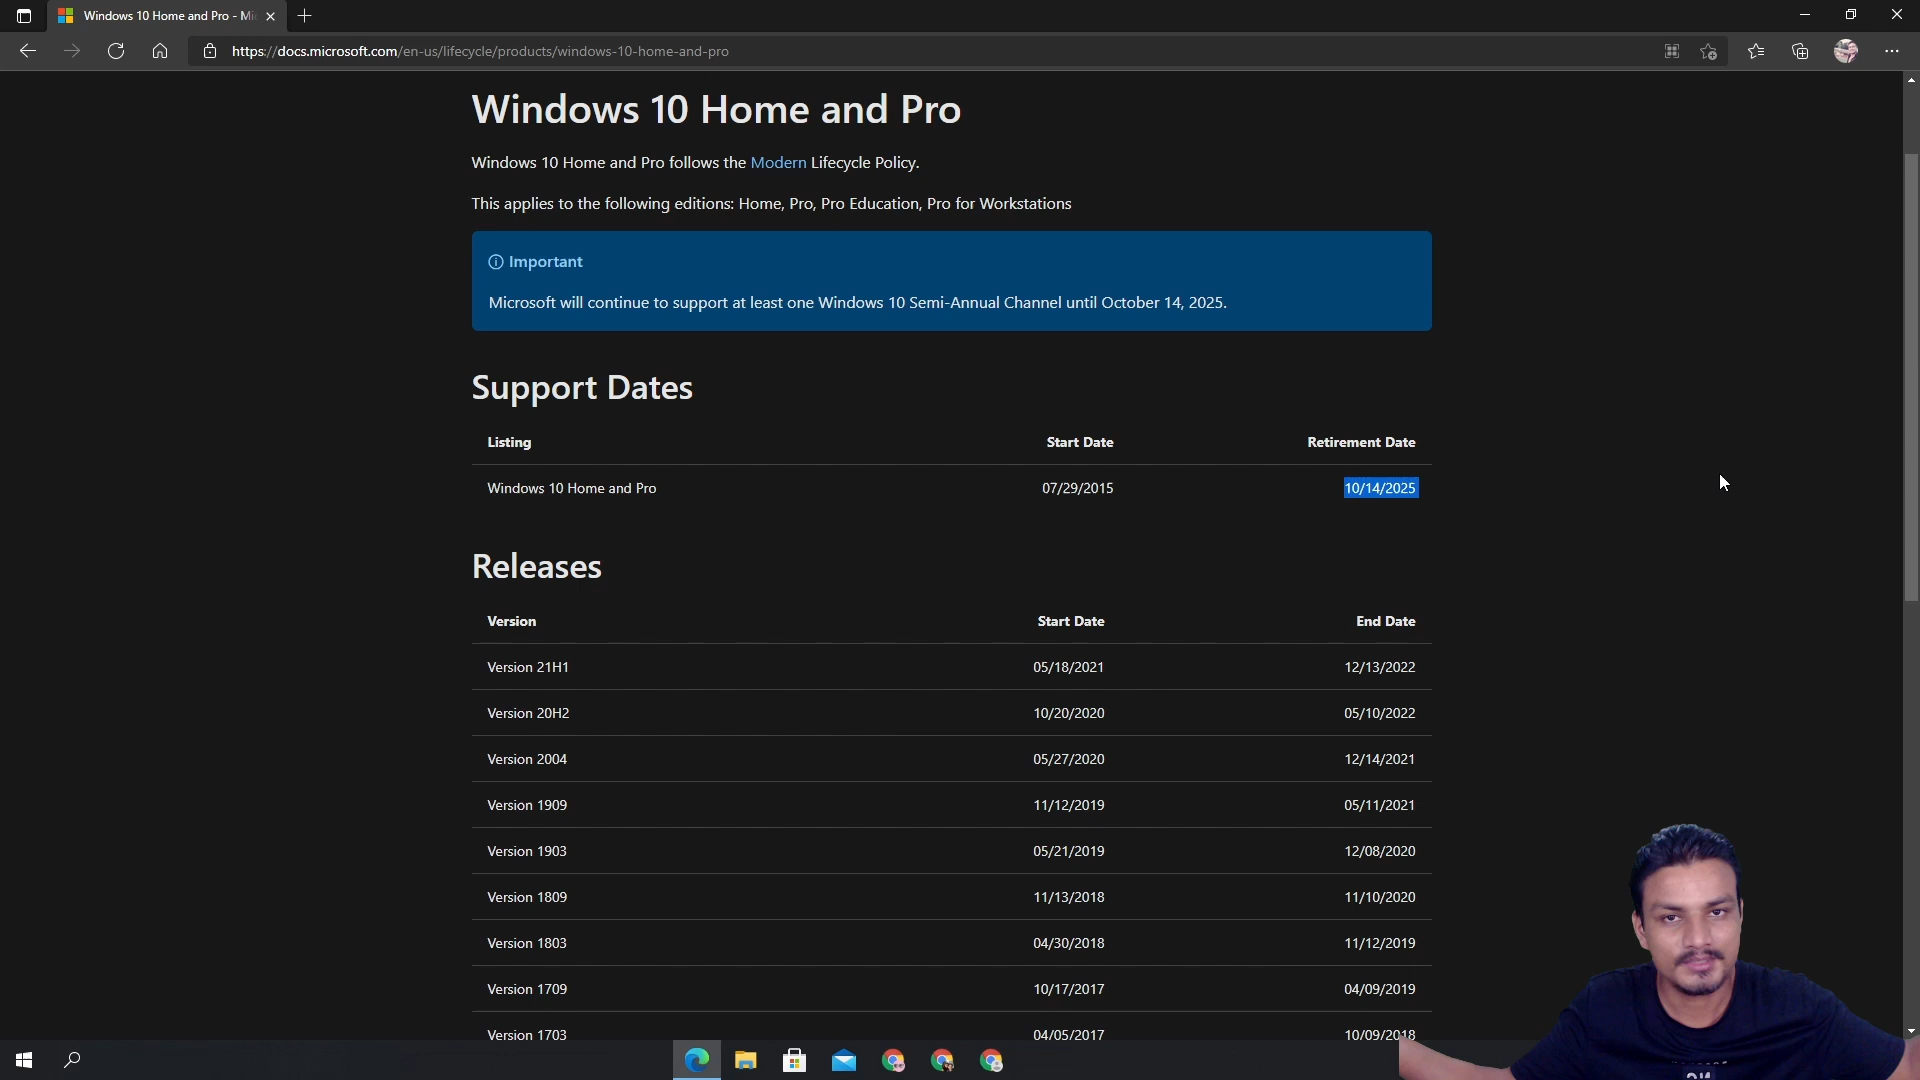 Windows 10 Home and Pro - Mi
https://docs.microsoft.com/en-us/lifecycle/products/windows-10-home-and-pro
Windows 10 Home and Pro
Windows 10 Home and Pro follows the Modern Lifecycle Policy.
This applies to the following editions: Home, Pro, Pro Education, Pro for Workstations
Important
Microsoft will continue to support at least one Windows 10 Semi-Annual Channel until October 14, 2025.
Support Dates
Listing Start Date Retirement Date
Windows 10 Home and Pro 07/29/2015 10/14/2025
Releases
Version Start Date End Date
Version 21H1 05/18/2021 12/13/2022
Version 20H2 10/20/2020 05/10/2022
Version 2004 05/27/2020 12/14/2021
Version 1909 11/12/2019 05/11/2021
Version 1903 05/21/2019 12/08/2020
Version 1809 11/13/2018 11/10/2020
Version 1803 04/30/2018 11/12/2019
Version 1709 10/17/2017 04/09/2019
Version 1703 04/05/2017 10/09/2018